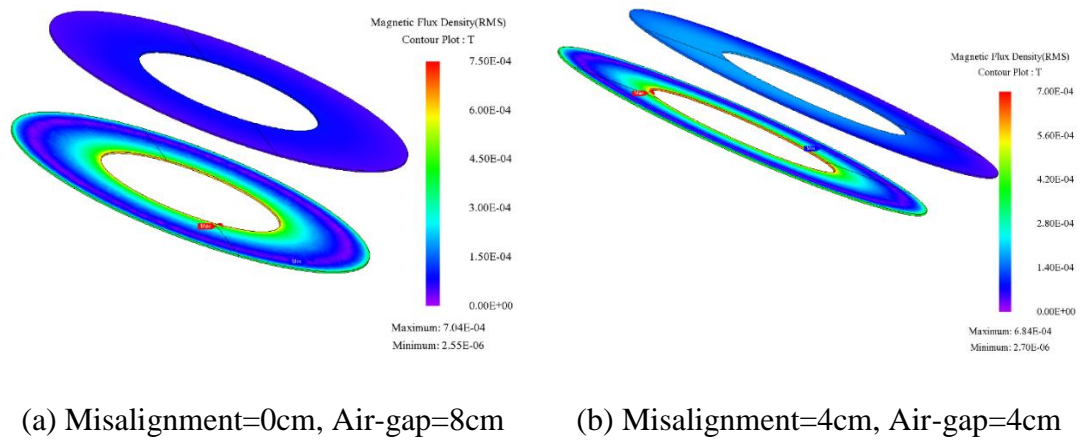 Magnetic Flux Density(RMS)
Contour Plot : T
7.50E-04
6.00E-04
4.50E-04
3.00E-04
1.50E-04
0.00E+00
Maximum: 7.04E-04
Minimum: 2.55E-06
Max
Min
Magnetic Flux Density(RMS)
Contour Plot : T
7.00E-04
5.60E-04
4.20E-04
2.80E-04
1.40E-04
0.00E+00
Maximum: 6.84E-04
Minimum: 2.70E-06
Max
(a) Misalignment=0cm, Air-gap=8cm
(b) Misalignment=4cm, Air-gap=4cm